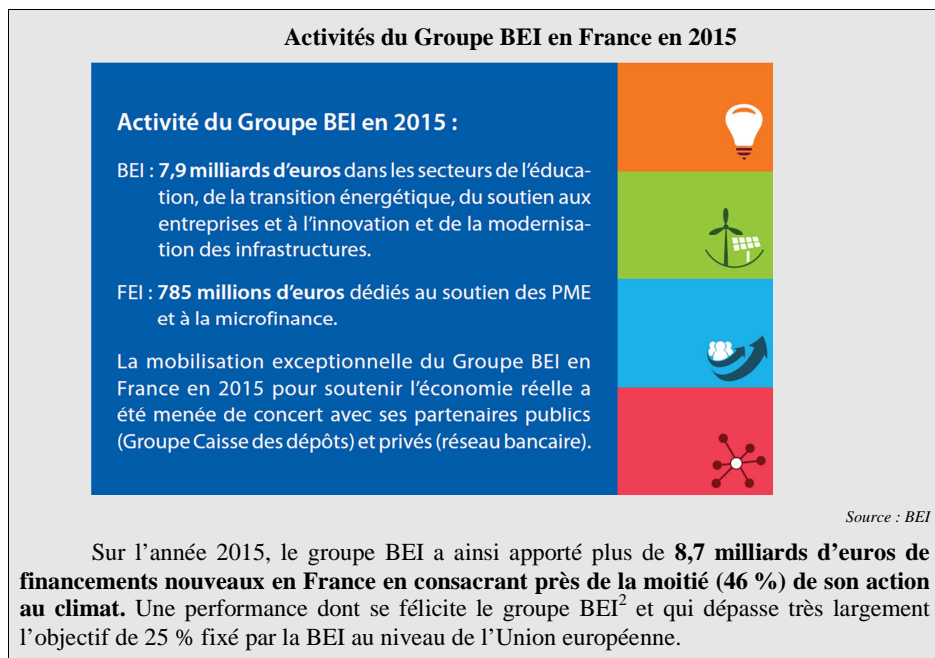 Activités du Groupe BEI en France en 2015
Activité du Groupe BEI en 2015 :
BEI : 7,9 milliards d'euros dans les secteurs de l'éduca-
tion, de la transition énergétique, du soutien aux
entreprises et à l'innovation et de la modernisa-
tion des infrastructures.
FEI : 785 millions d'euros dédiés au soutien des PME
et à la microfinance.
La mobilisation exceptionnelle du Groupe BEI en
France en 2015 pour soutenir l'économie réelle a
été menée de concert avec ses partenaires publics
(Groupe Caisse des dépôts) et privés (réseau bancaire).
Source : BEI
Sur l'année 2015, le groupe BEI a ainsi apporté plus de 8,7 milliards d'euros de
financements nouveaux en France en consacrant près de la moitié (46 %) de son action
au climat. Une performance dont se félicite le groupe BEI² et qui dépasse très largement
l'objectif de 25 % fixé par la BEI au niveau de l'Union européenne.